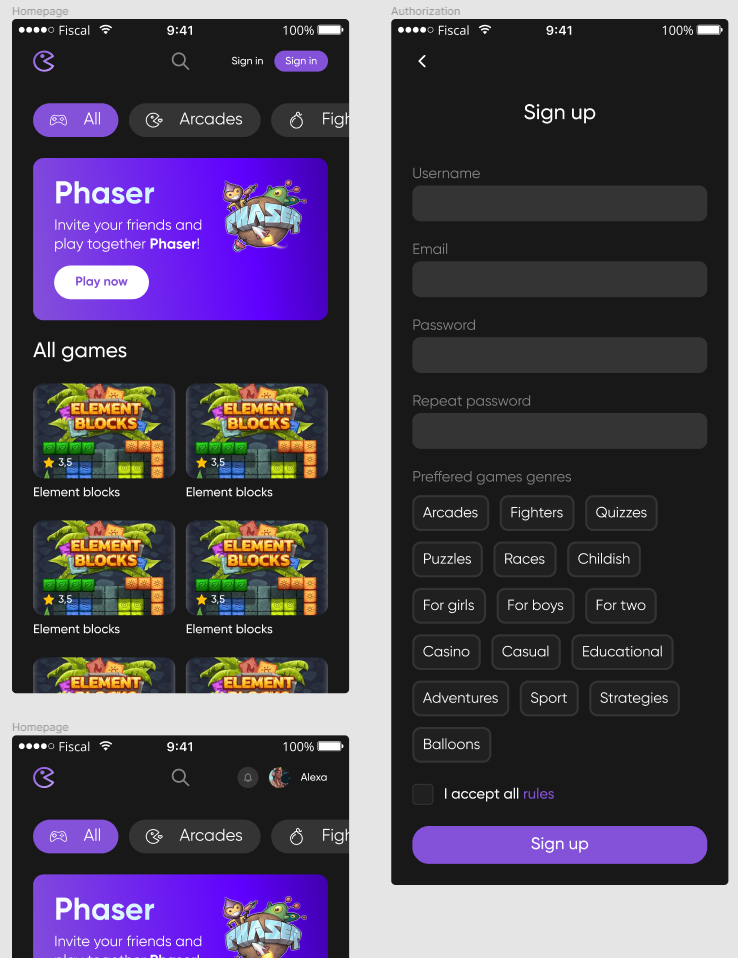 Homepage
Fiscal 9:41 100%
Sign in Sign in
All Arcades Figh
Phaser
Invite your friends and
play together Phaser!
Play now
PHASER
All games
ELEMENT
BLOCKS
3,5
Element blocks
ELEMENT
BLOCKS
3,5
Element blocks
ELEMENT
BLOCKS
3,5
Element blocks
ELEMENT
BLOCKS
3,5
Element blocks
ELEMENT
ELEMENT
Homepage
Fiscal 9:41 100%
Alexa
All Arcades Figh
Phaser
Invite your friends and
play together Phaser!
PHASER
Authorization
Fiscal 9:41 100%
Sign up
Username
Email
Password
Repeat password
Preffered games genres
Arcades Fighters Quizzes
Puzzles Races Childish
For girls For boys For two
Casino Casual Educational
Adventures Sport Strategies
Balloons
I accept all rules
Sign up